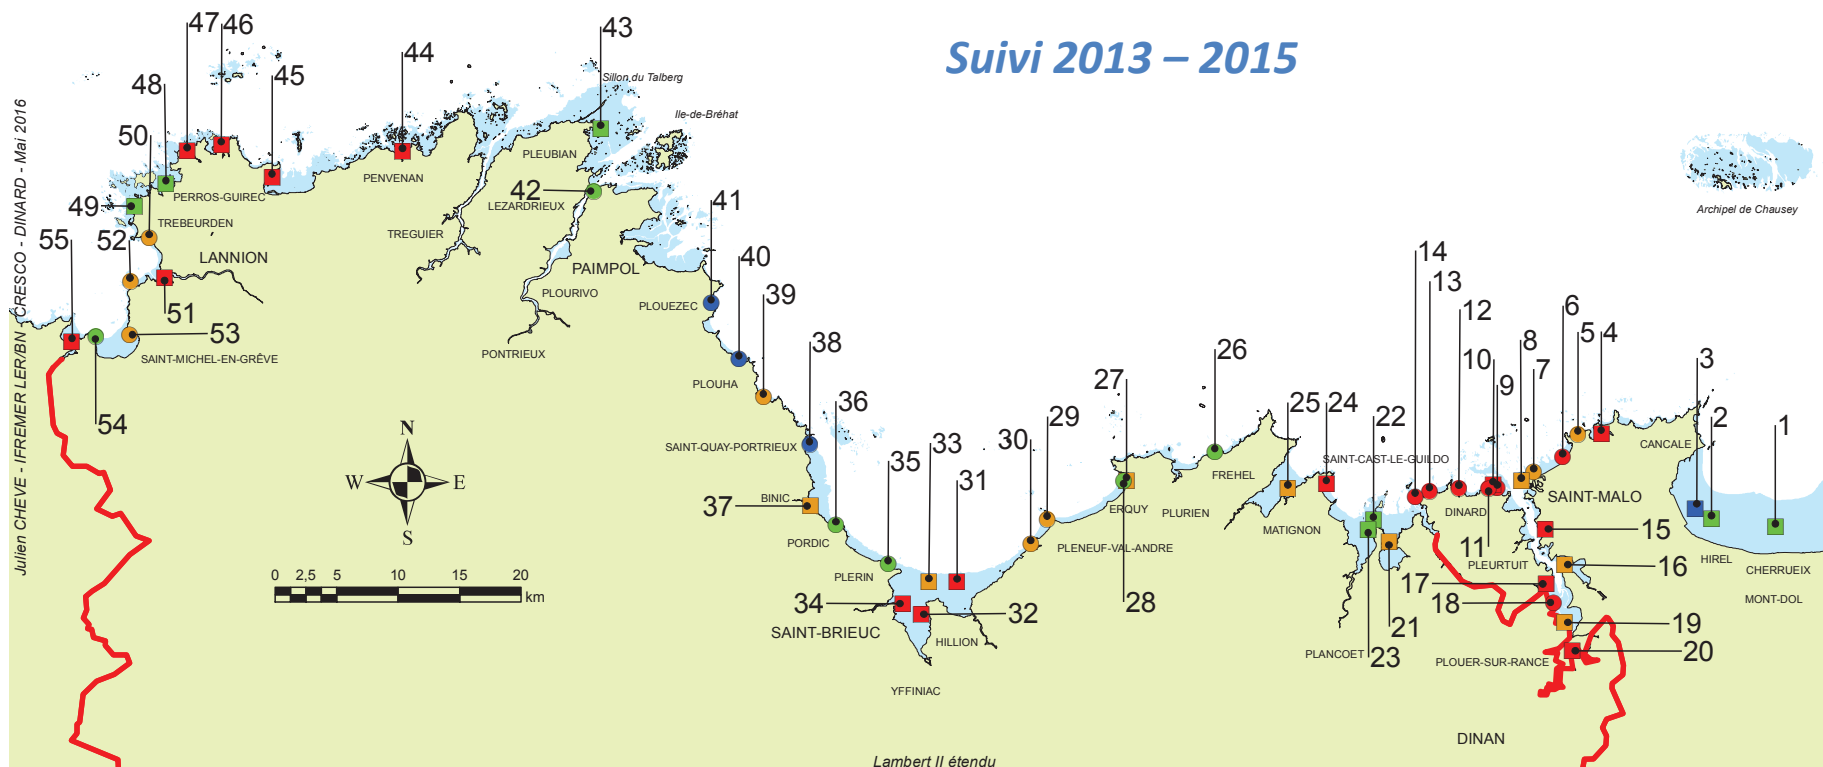 Suivi 2013 – 2015
47
46
43
44
45
48
50
49
55
52
51
53
54
42
41
40
39
38
36
35
33
31
37
34
32
30
29
27
28
26
25
24
22
14
13
12
10
9
8
7
6
5
4
3
2
1
11
15
16
17
18
19
20
21
23
Sillon du Talberg
Ile-de-Bréhat
Archipel de Chausey
PLEUBIAN
PENVENAN
PERROS-GUIREC
LEZARDRIEUX
TREBEURDEN
TREGUIER
LANNION
PAIMPOL
PLOURIVO
PLOUEZEC
PONTRIEUX
SAINT-MICHEL-EN-GRÊVE
PLOUHA
SAINT-QUAY-PORTRIEUX
BINIC
PORDIC
PLERIN
SAINT-BRIEUC
HILLION
YFFINIAC
PLENEUF-VAL-ANDRE
ERQUY
PLURIEN
FREHEL
MATIGNON
SAINT-CAST-LE-GUILDO
PLANCOET
DINARD
PLEURTUIT
SAINT-MALO
CANCALE
HIREL
CHERRUEIX
MONT-DOL
PLOUER-SUR-RANCE
DINAN
N
W
E
S
0 2,5 5 10 15 20
km
Lambert II étendu
Julien CHEVE - IFREMER LER/BN - CRESCO - DINARD - Mai 2016